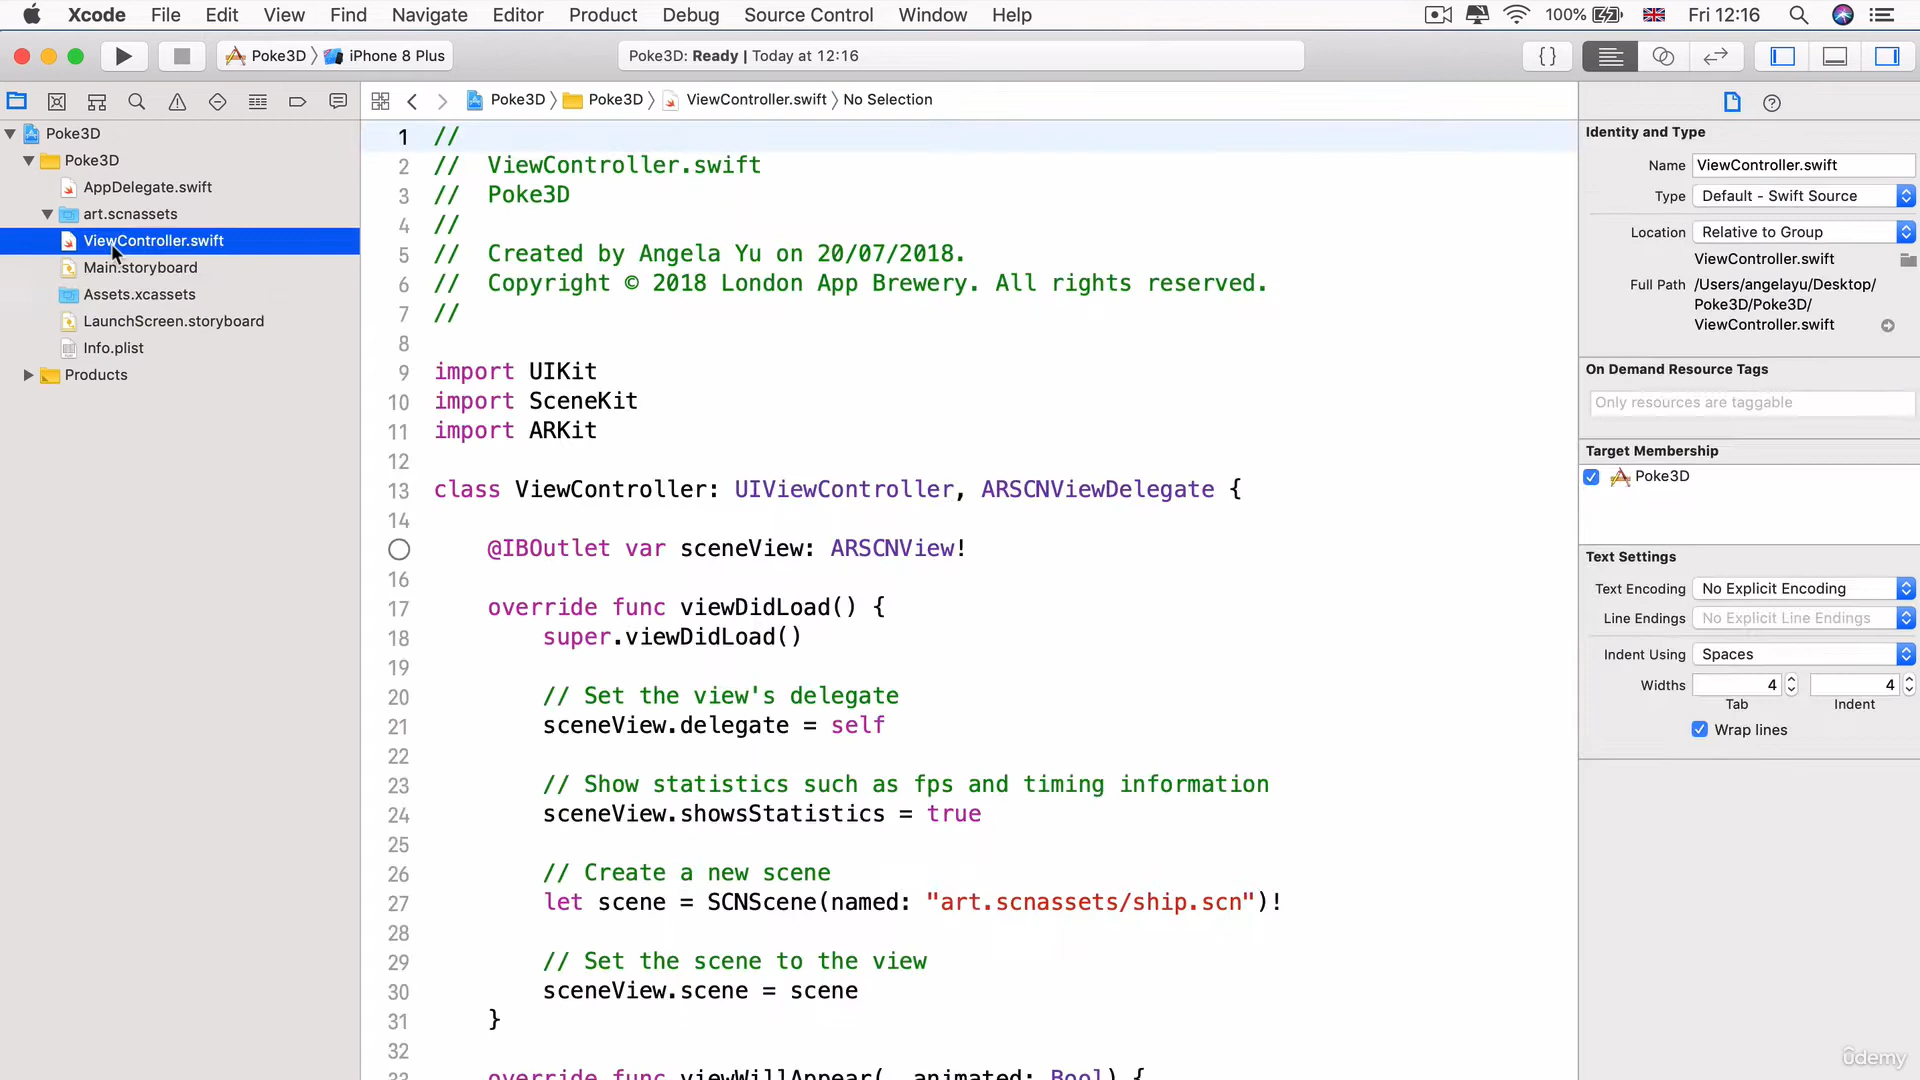 Xcode File Edit View Find Navigate Editor Product Debug Source Control Window Help 100% Fri 12:16
Poke3D iPhone 8 Plus Poke3D: Ready | Today at 12:16 { }
Poke3D Poke3D ViewController.swift No Selection
Poke3D
Poke3D
AppDelegate.swift
art.scnassets
ViewController.swift
Main.storyboard
Assets.xcassets
LaunchScreen.storyboard
Info.plist
Products
1 //
2 // ViewController.swift
3 // Poke3D
4 //
5 // Created by Angela Yu on 20/07/2018.
6 // Copyright © 2018 London App Brewery. All rights reserved.
7 //
8
9 import UIKit
10 import SceneKit
11 import ARKit
12
13 class ViewController: UIViewController, ARSCNViewDelegate {
14
@IBOutlet var sceneView: ARSCNView!
16
17 override func viewDidLoad() {
18 super.viewDidLoad()
19
20 // Set the view's delegate
21 sceneView.delegate = self
22
23 // Show statistics such as fps and timing information
24 sceneView.showsStatistics = true
25
26 // Create a new scene
27 let scene = SCNScene(named: "art.scnassets/ship.scn")!
28
29 // Set the scene to the view
30 sceneView.scene = scene
31 }
32
33 override func viewWillAppear(_ animated: Bool) {
Identity and Type
Name ViewController.swift
Type Default - Swift Source
Location Relative to Group
ViewController.swift
Full Path /Users/angelayu/Desktop/
Poke3D/Poke3D/
ViewController.swift
On Demand Resource Tags
Only resources are taggable
Target Membership
Poke3D
Text Settings
Text Encoding No Explicit Encoding
Line Endings No Explicit Line Endings
Indent Using Spaces
Widths 4 4
Tab Indent
Wrap lines
ûdemy